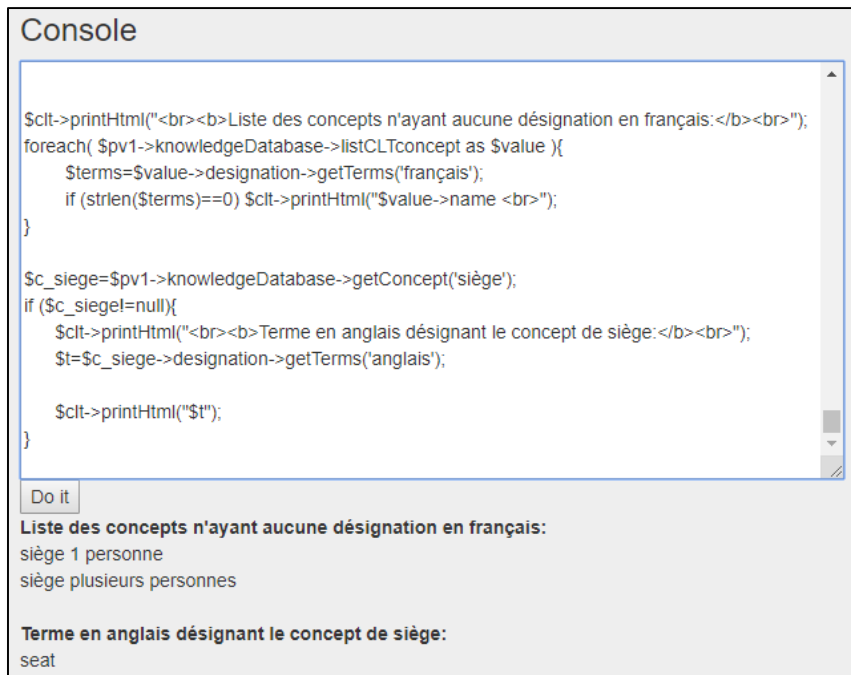 Console
$clt->printHtml("<br><b>Liste des concepts n'ayant aucune désignation en français:</b><br>");
foreach( $pv1->knowledgeDatabase->listCLTconcept as $value ){
$terms=$value->designation->getTerms('français');
if (strlen($terms)==0) $clt->printHtml("$value->name <br>");
}
$c_siege=$pv1->knowledgeDatabase->getConcept('siège');
if ($c_siege!=null){
$clt->printHtml("<br><b>Terme en anglais désignant le concept de siège:</b><br>");
$t=$c_siege->designation->getTerms('anglais');
$clt->printHtml("$t");
}
Do it
Liste des concepts n'ayant aucune désignation en français:
siège 1 personne
siège plusieurs personnes
Terme en anglais désignant le concept de siège:
seat